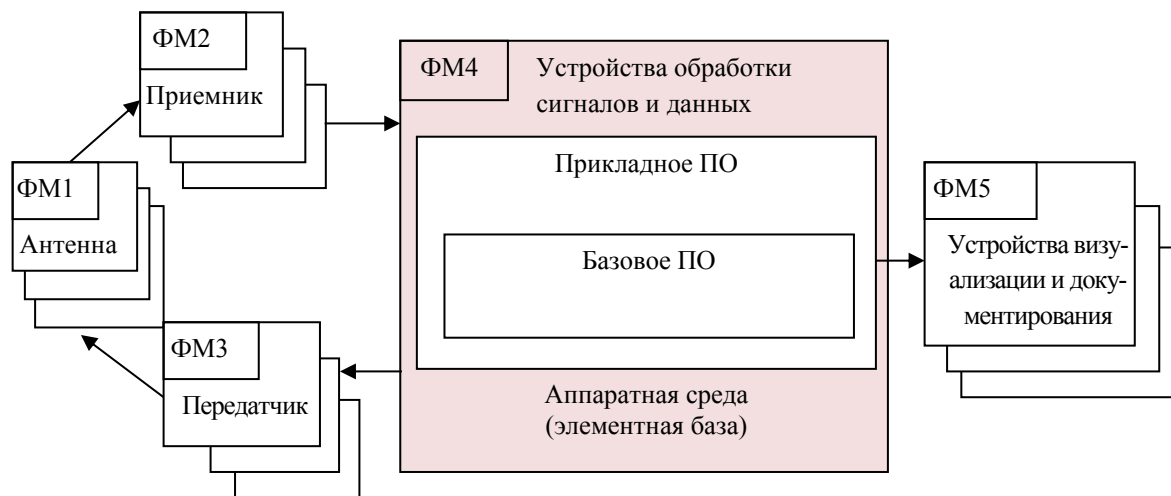 ФМ2
Приемник
ФМ1
Антенна
ФМ3
Передатчик
ФМ4
Устройства обработки
сигналов и данных
Прикладное ПО
Базовое ПО
Аппаратная среда
(элементная база)
ФМ5
Устройства визу-
ализации и доку-
ментирования